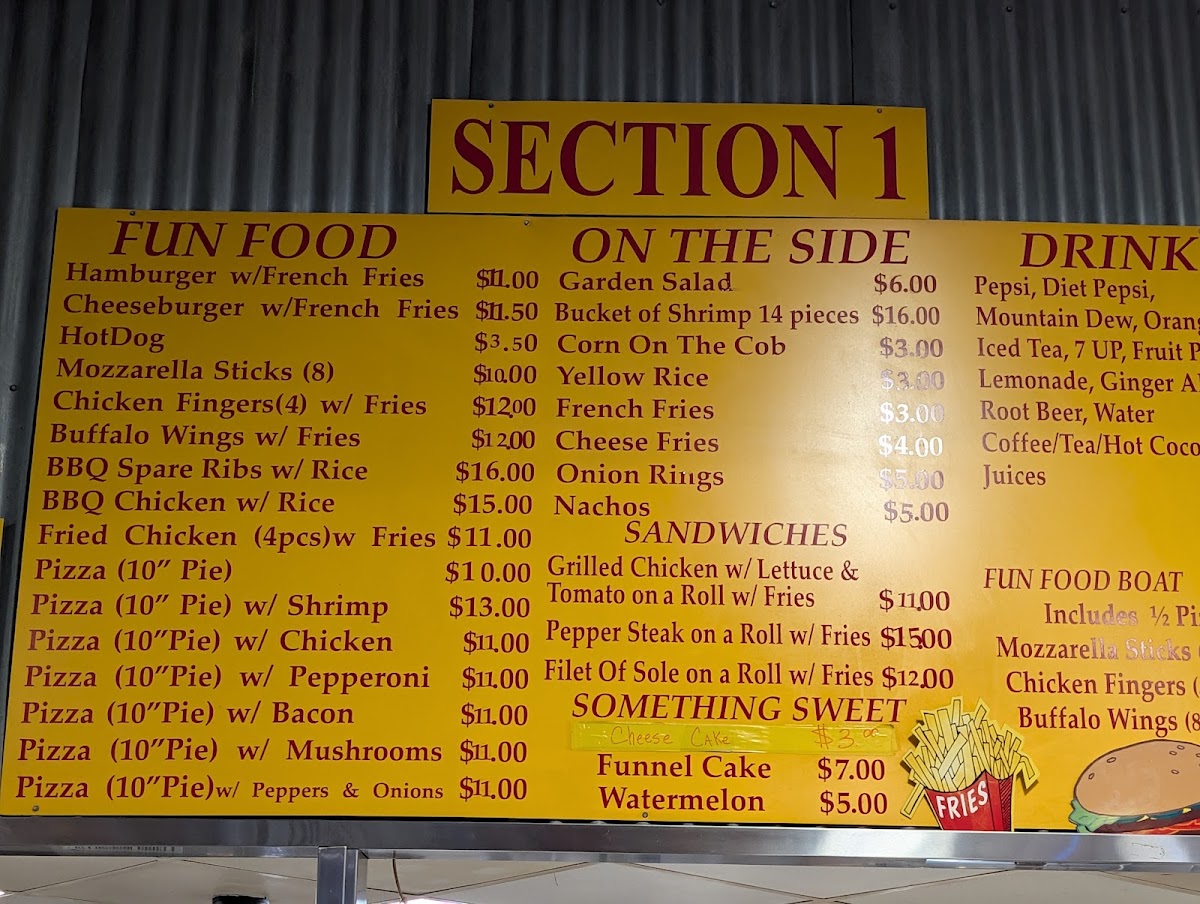 SECTION 1
FUN FOOD
Hamburger w/French Fries $11.00
Cheeseburger w/French Fries $11.50
HotDog $3.50
Mozzarella Sticks (8) $10.00
Chicken Fingers(4) w/ Fries $12.00
Buffalo Wings w/ Fries $12.00
BBQ Spare Ribs w/ Rice $16.00
BBQ Chicken w/ Rice $15.00
Fried Chicken (4pcs)w Fries $11.00
Pizza (10" Pie) $10.00
Pizza (10" Pie) w/ Shrimp $13.00
Pizza (10"Pie) w/ Chicken $11.00
Pizza (10"Pie) w/ Pepperoni $11.00
Pizza (10"Pie) w/ Bacon $11.00
Pizza (10"Pie) w/ Mushrooms $11.00
Pizza (10"Pie)w/ Peppers & Onions $11.00
ON THE SIDE
Garden Salad $6.00
Bucket of Shrimp 14 pieces $16.00
Corn On The Cob $3.00
Yellow Rice $3.00
French Fries $3.00
Cheese Fries $4.00
Onion Rings $5.00
Nachos $5.00
SANDWICHES
Grilled Chicken w/ Lettuce &
Tomato on a Roll w/ Fries $11.00
Pepper Steak on a Roll w/ Fries $15.00
Filet Of Sole on a Roll w/ Fries $12.00
SOMETHING SWEET
Cheese Cake $3.00
Funnel Cake $7.00
Watermelon $5.00
FRIES
DRINK
Pepsi, Diet Pepsi,
Mountain Dew, Orang
Iced Tea, 7 UP, Fruit P
Lemonade, Ginger A
Root Beer, Water
Coffee/Tea/Hot Coco
Juices
FUN FOOD BOAT
Includes ½ Pi
Mozzarella Sticks (
Chicken Fingers (
Buffalo Wings (8